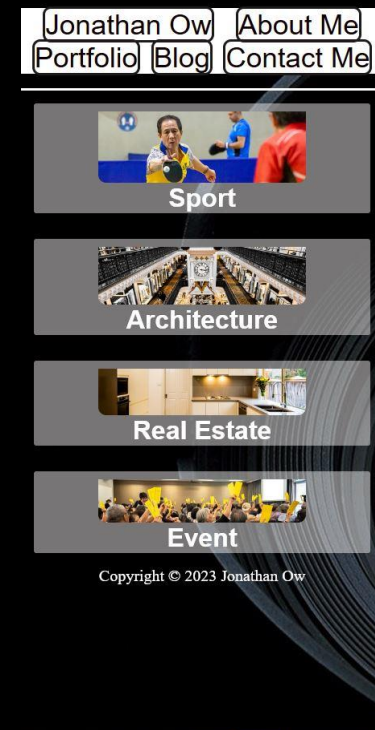 Jonathan Ow About Me
Portfolio Blog Contact Me
Sport
Architecture
Real Estate
Event
Copyright © 2023 Jonathan Ow